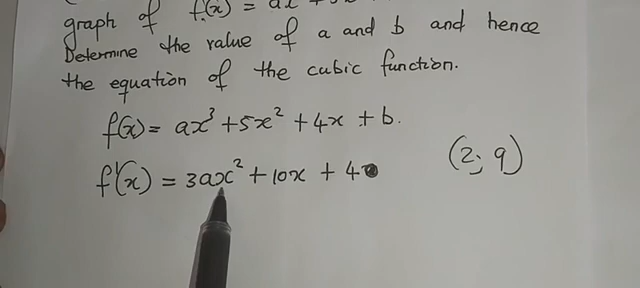 graph of f(x) =
Determine the value of a and b and hence
the equation of the cubic function.
f(x) = ax³ + 5x² + 4x + b.
f'(x) = 3ax² + 10x + 4
(2; 9)